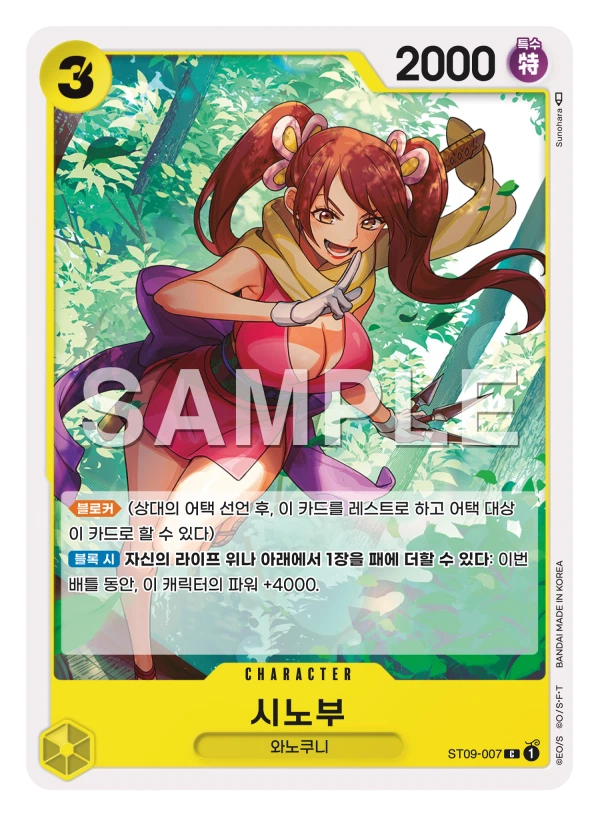 3
2000
특수
特
Sunohara
SAMPLE
블로커 (상대의 어택 선언 후, 이 카드를 레스트로 하고 어택 대상
이 카드로 할 수 있다)
블록 시 자신의 라이프 위나 아래에서 1장을 패에 더할 수 있다: 이번
배틀 동안, 이 캐릭터의 파워 +4000.
CHARACTER
시노부
와노쿠니
ST09-007 C 1
©EO/S ©O/S·F·T BANDAI MADE IN KOREA